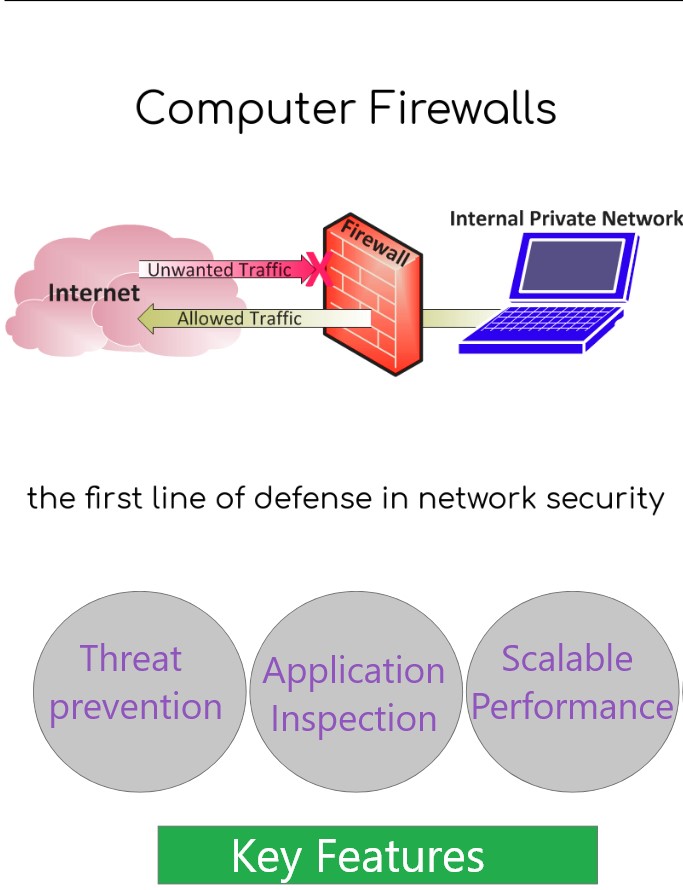 Computer Firewalls
Internal Private Network
Firewall
Unwanted Traffic
Internet
Allowed Traffic
the first line of defense in network security
Threat
prevention
Application
Inspection
Scalable
Performance
Key Features